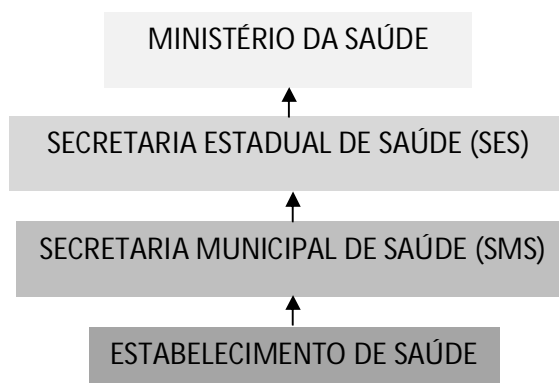 MINISTÉRIO DA SAÚDE
SECRETARIA ESTADUAL DE SAÚDE (SES)
SECRETARIA MUNICIPAL DE SAÚDE (SMS)
ESTABELECIMENTO DE SAÚDE